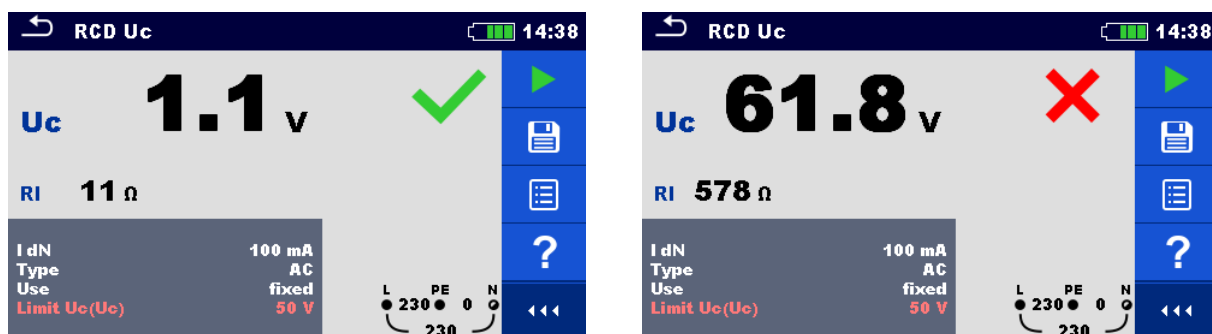 RCD Uc 14:38
Uc 1.1 V
RI 11 Ω
I dN 100 mA
Type AC
Use fixed
Limit Uc(Uc) 50 V
L PE N
230 0
230
?
RCD Uc 14:38
Uc 61.8 V
RI 578 Ω
I dN 100 mA
Type AC
Use fixed
Limit Uc(Uc) 50 V
L PE N
230 0
230
?